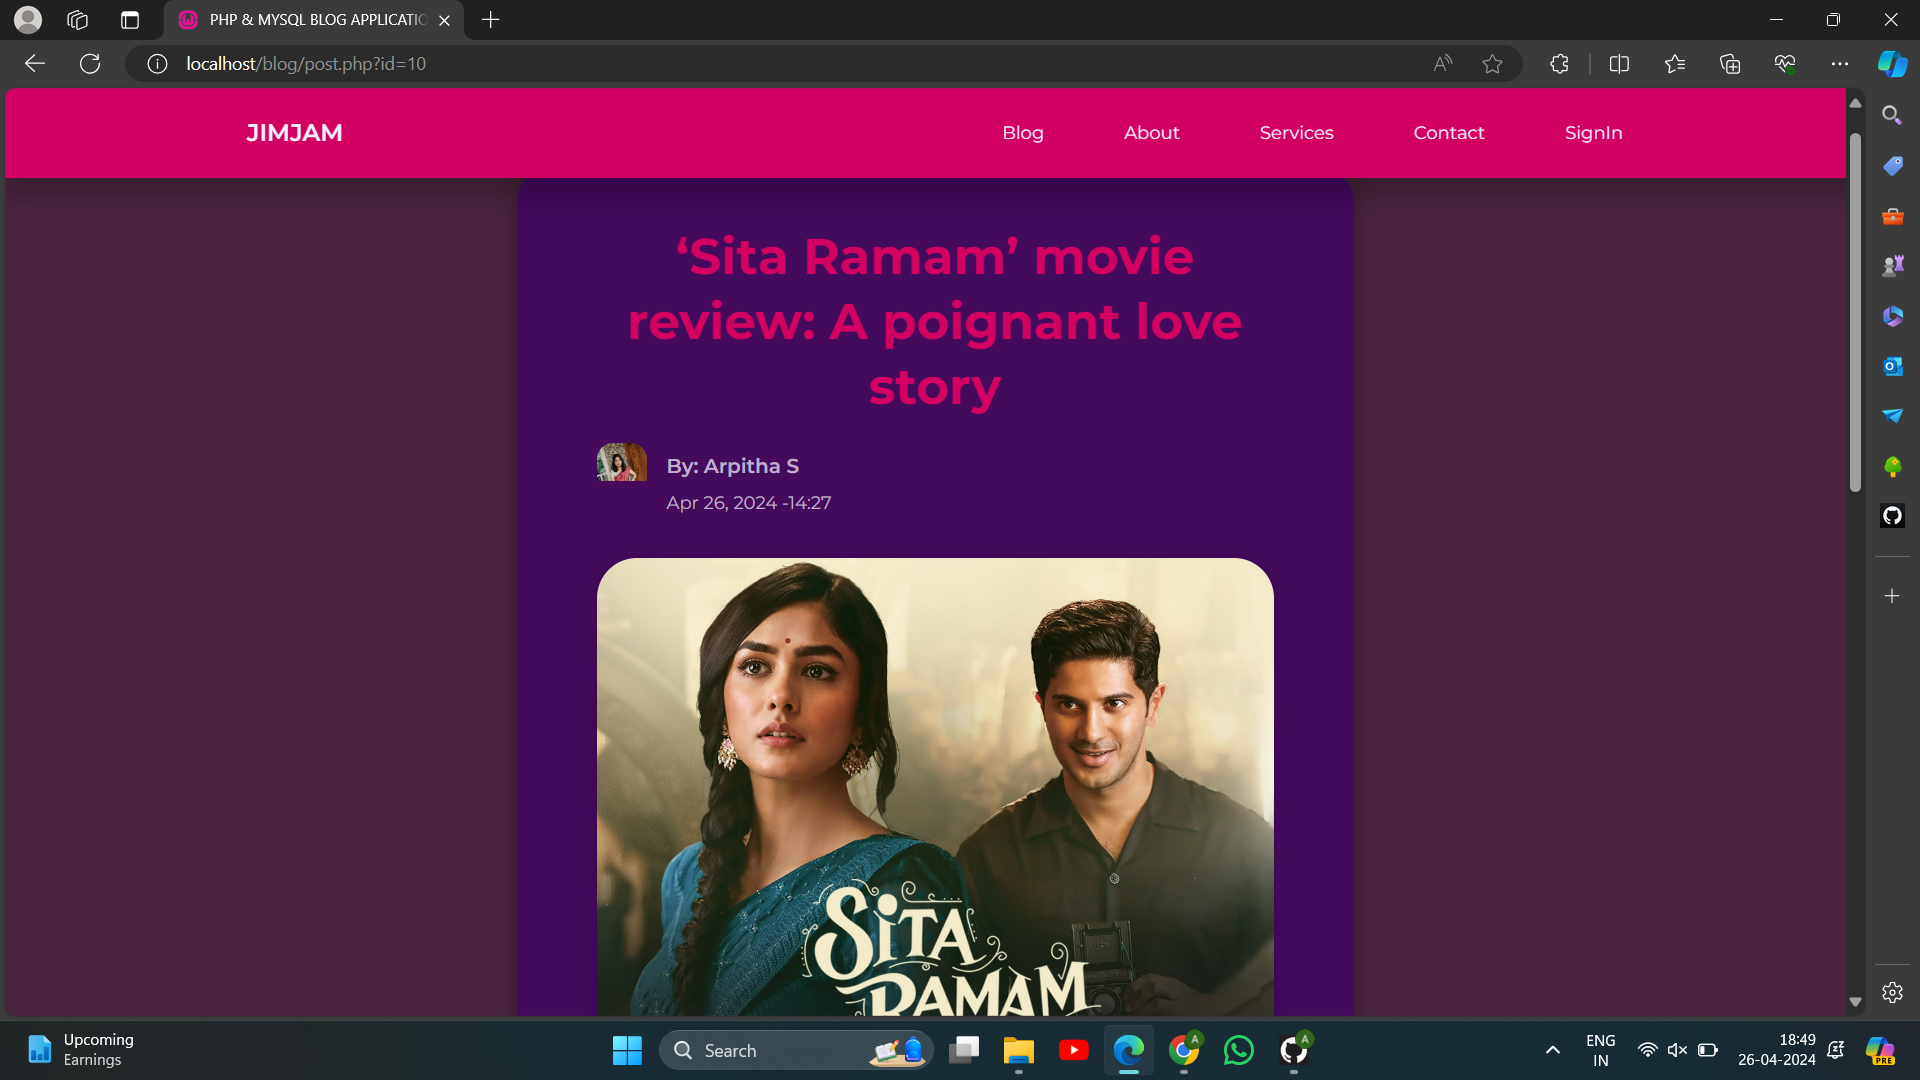 PHP & MYSQL BLOG APPLICATIO
localhost/blog/post.php?id=10
JIMJAM
Blog
About
Services
Contact
SignIn
‘Sita Ramam’ movie
review: A poignant love
story
By: Arpitha S
Apr 26, 2024 -14:27
SiTA
RAMAM
Upcoming
Earnings
Search
A
A
ENG
IN
18:49
26-04-2024
PRE